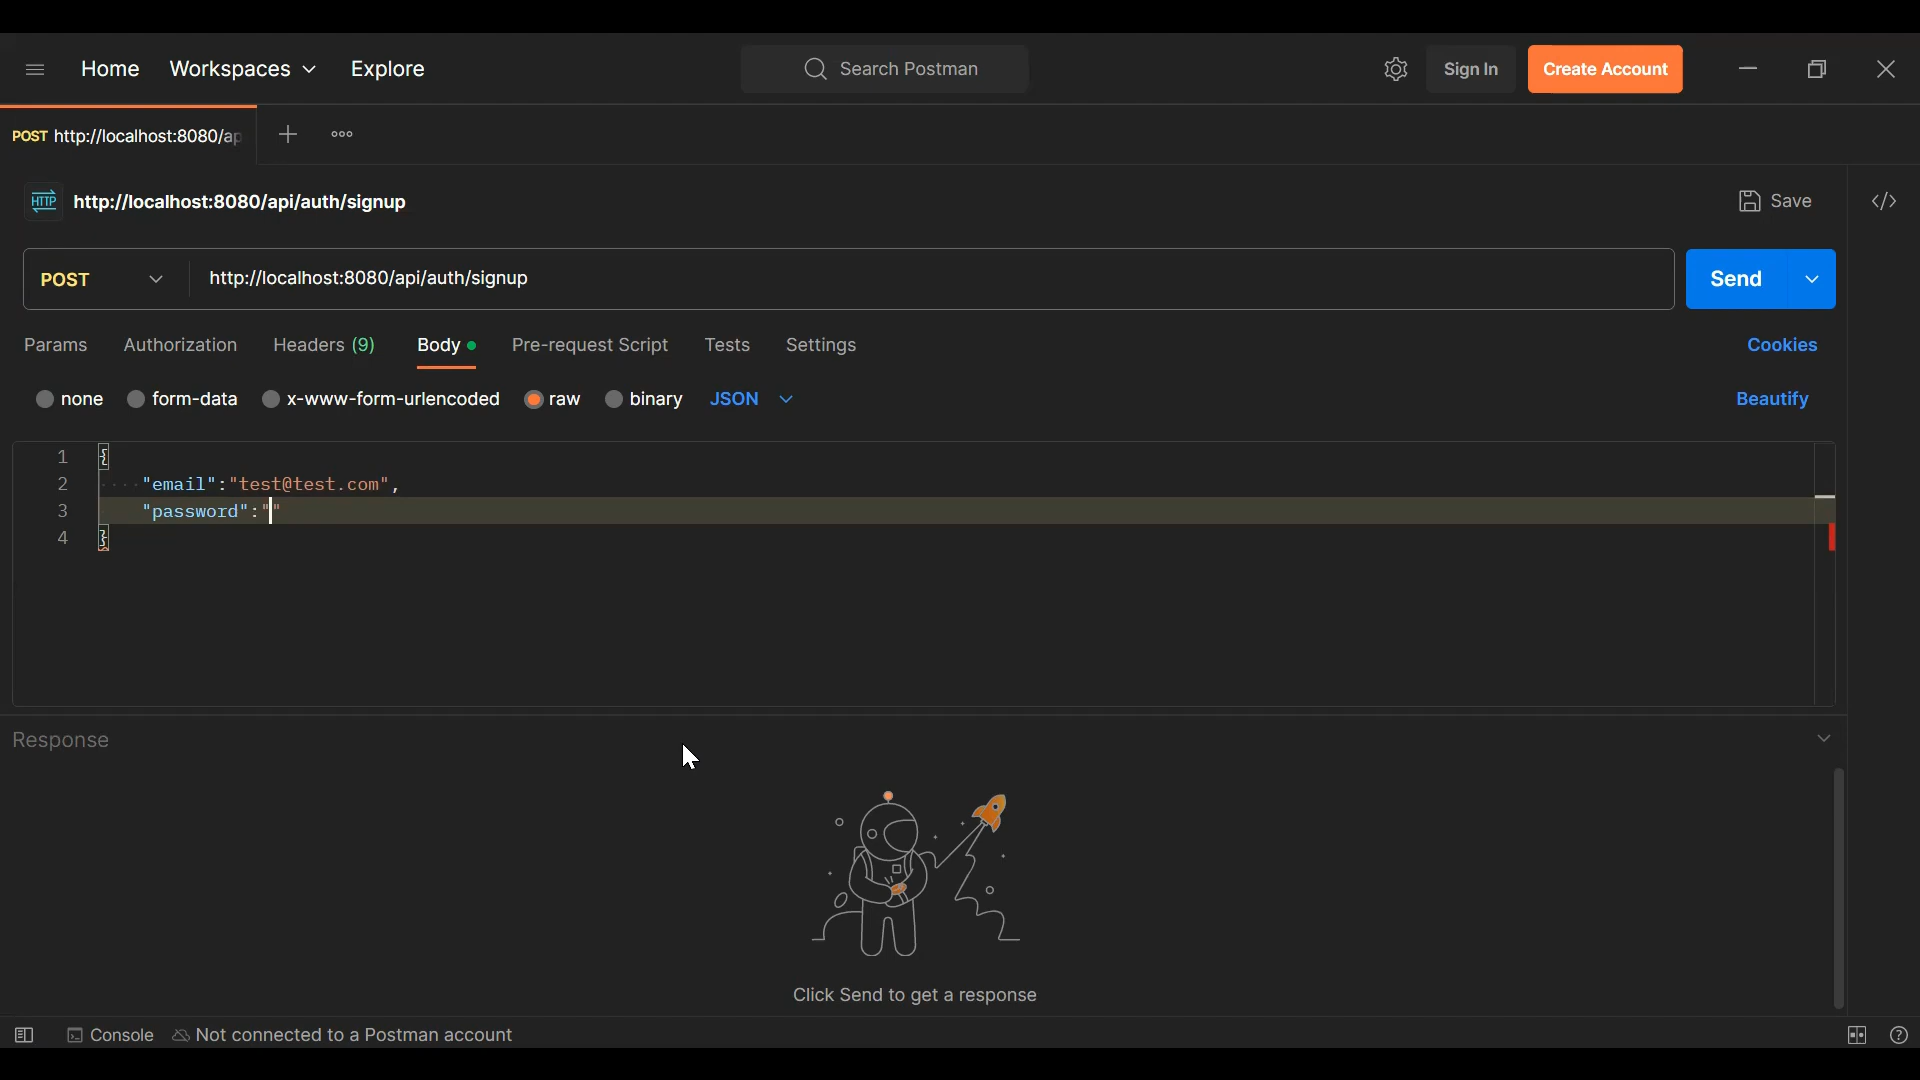 Home Workspaces Explore Search Postman Sign In Create Account
POST http://localhost:8080/ap
HTTP http://localhost:8080/api/auth/signup Save
POST http://localhost:8080/api/auth/signup Send
Params Authorization Headers (9) Body Pre-request Script Tests Settings Cookies
none form-data x-www-form-urlencoded raw binary JSON Beautify
1 {
2 "email":"test@test.com",
3 "password":""
4 }
Response
Click Send to get a response
Console Not connected to a Postman account